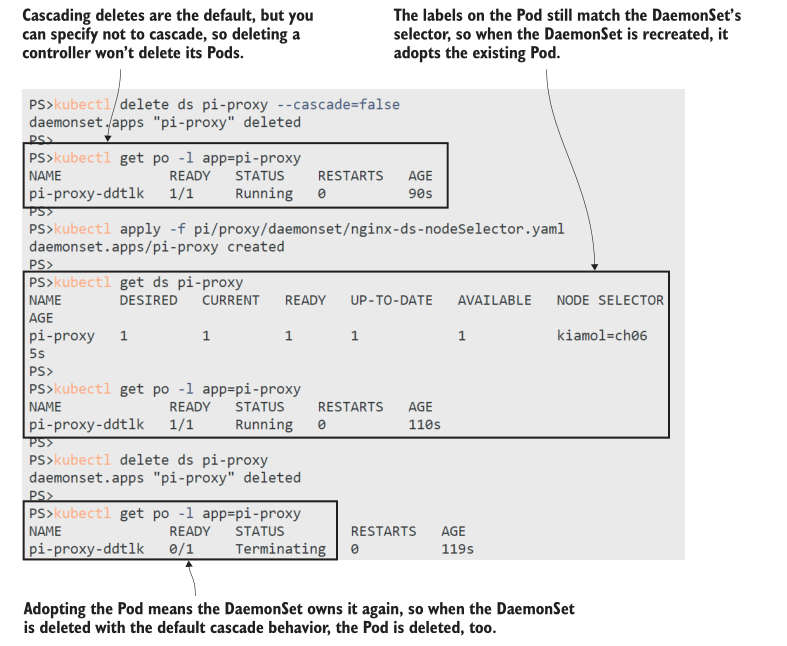 Cascading deletes are the default, but you
can specify not to cascade, so deleting a
controller won't delete its Pods.
The labels on the Pod still match the DaemonSet's
selector, so when the DaemonSet is recreated, it
adopts the existing Pod.
PS>kubectl delete ds pi-proxy --cascade=false
daemonset.apps "pi-proxy" deleted
PS>
PS>kubectl get po -l app=pi-proxy
NAME READY STATUS RESTARTS AGE
pi-proxy-ddtlk 1/1 Running 0 90s
PS>
PS>kubectl apply -f pi/proxy/daemonset/nginx-ds-nodeSelector.yaml
daemonset.apps/pi-proxy created
PS>
PS>kubectl get ds pi-proxy
NAME DESIRED CURRENT READY UP-TO-DATE AVAILABLE NODE SELECTOR
AGE
pi-proxy 1 1 1 1 1 kiamol=ch06
5s
PS>
PS>kubectl get po -l app=pi-proxy
NAME READY STATUS RESTARTS AGE
pi-proxy-ddtlk 1/1 Running 0 110s
PS>
PS>kubectl delete ds pi-proxy
daemonset.apps "pi-proxy" deleted
PS>
PS>kubectl get po -l app=pi-proxy
NAME READY STATUS RESTARTS AGE
pi-proxy-ddtlk 0/1 Terminating 0 119s
Adopting the Pod means the DaemonSet owns it again, so when the DaemonSet
is deleted with the default cascade behavior, the Pod is deleted, too.